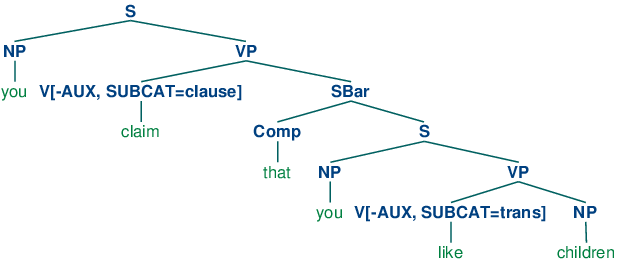 S
NP VP
you V[-AUX, SUBCAT=clause] SBar
claim Comp S
that NP VP
you V[-AUX, SUBCAT=trans] NP
like children